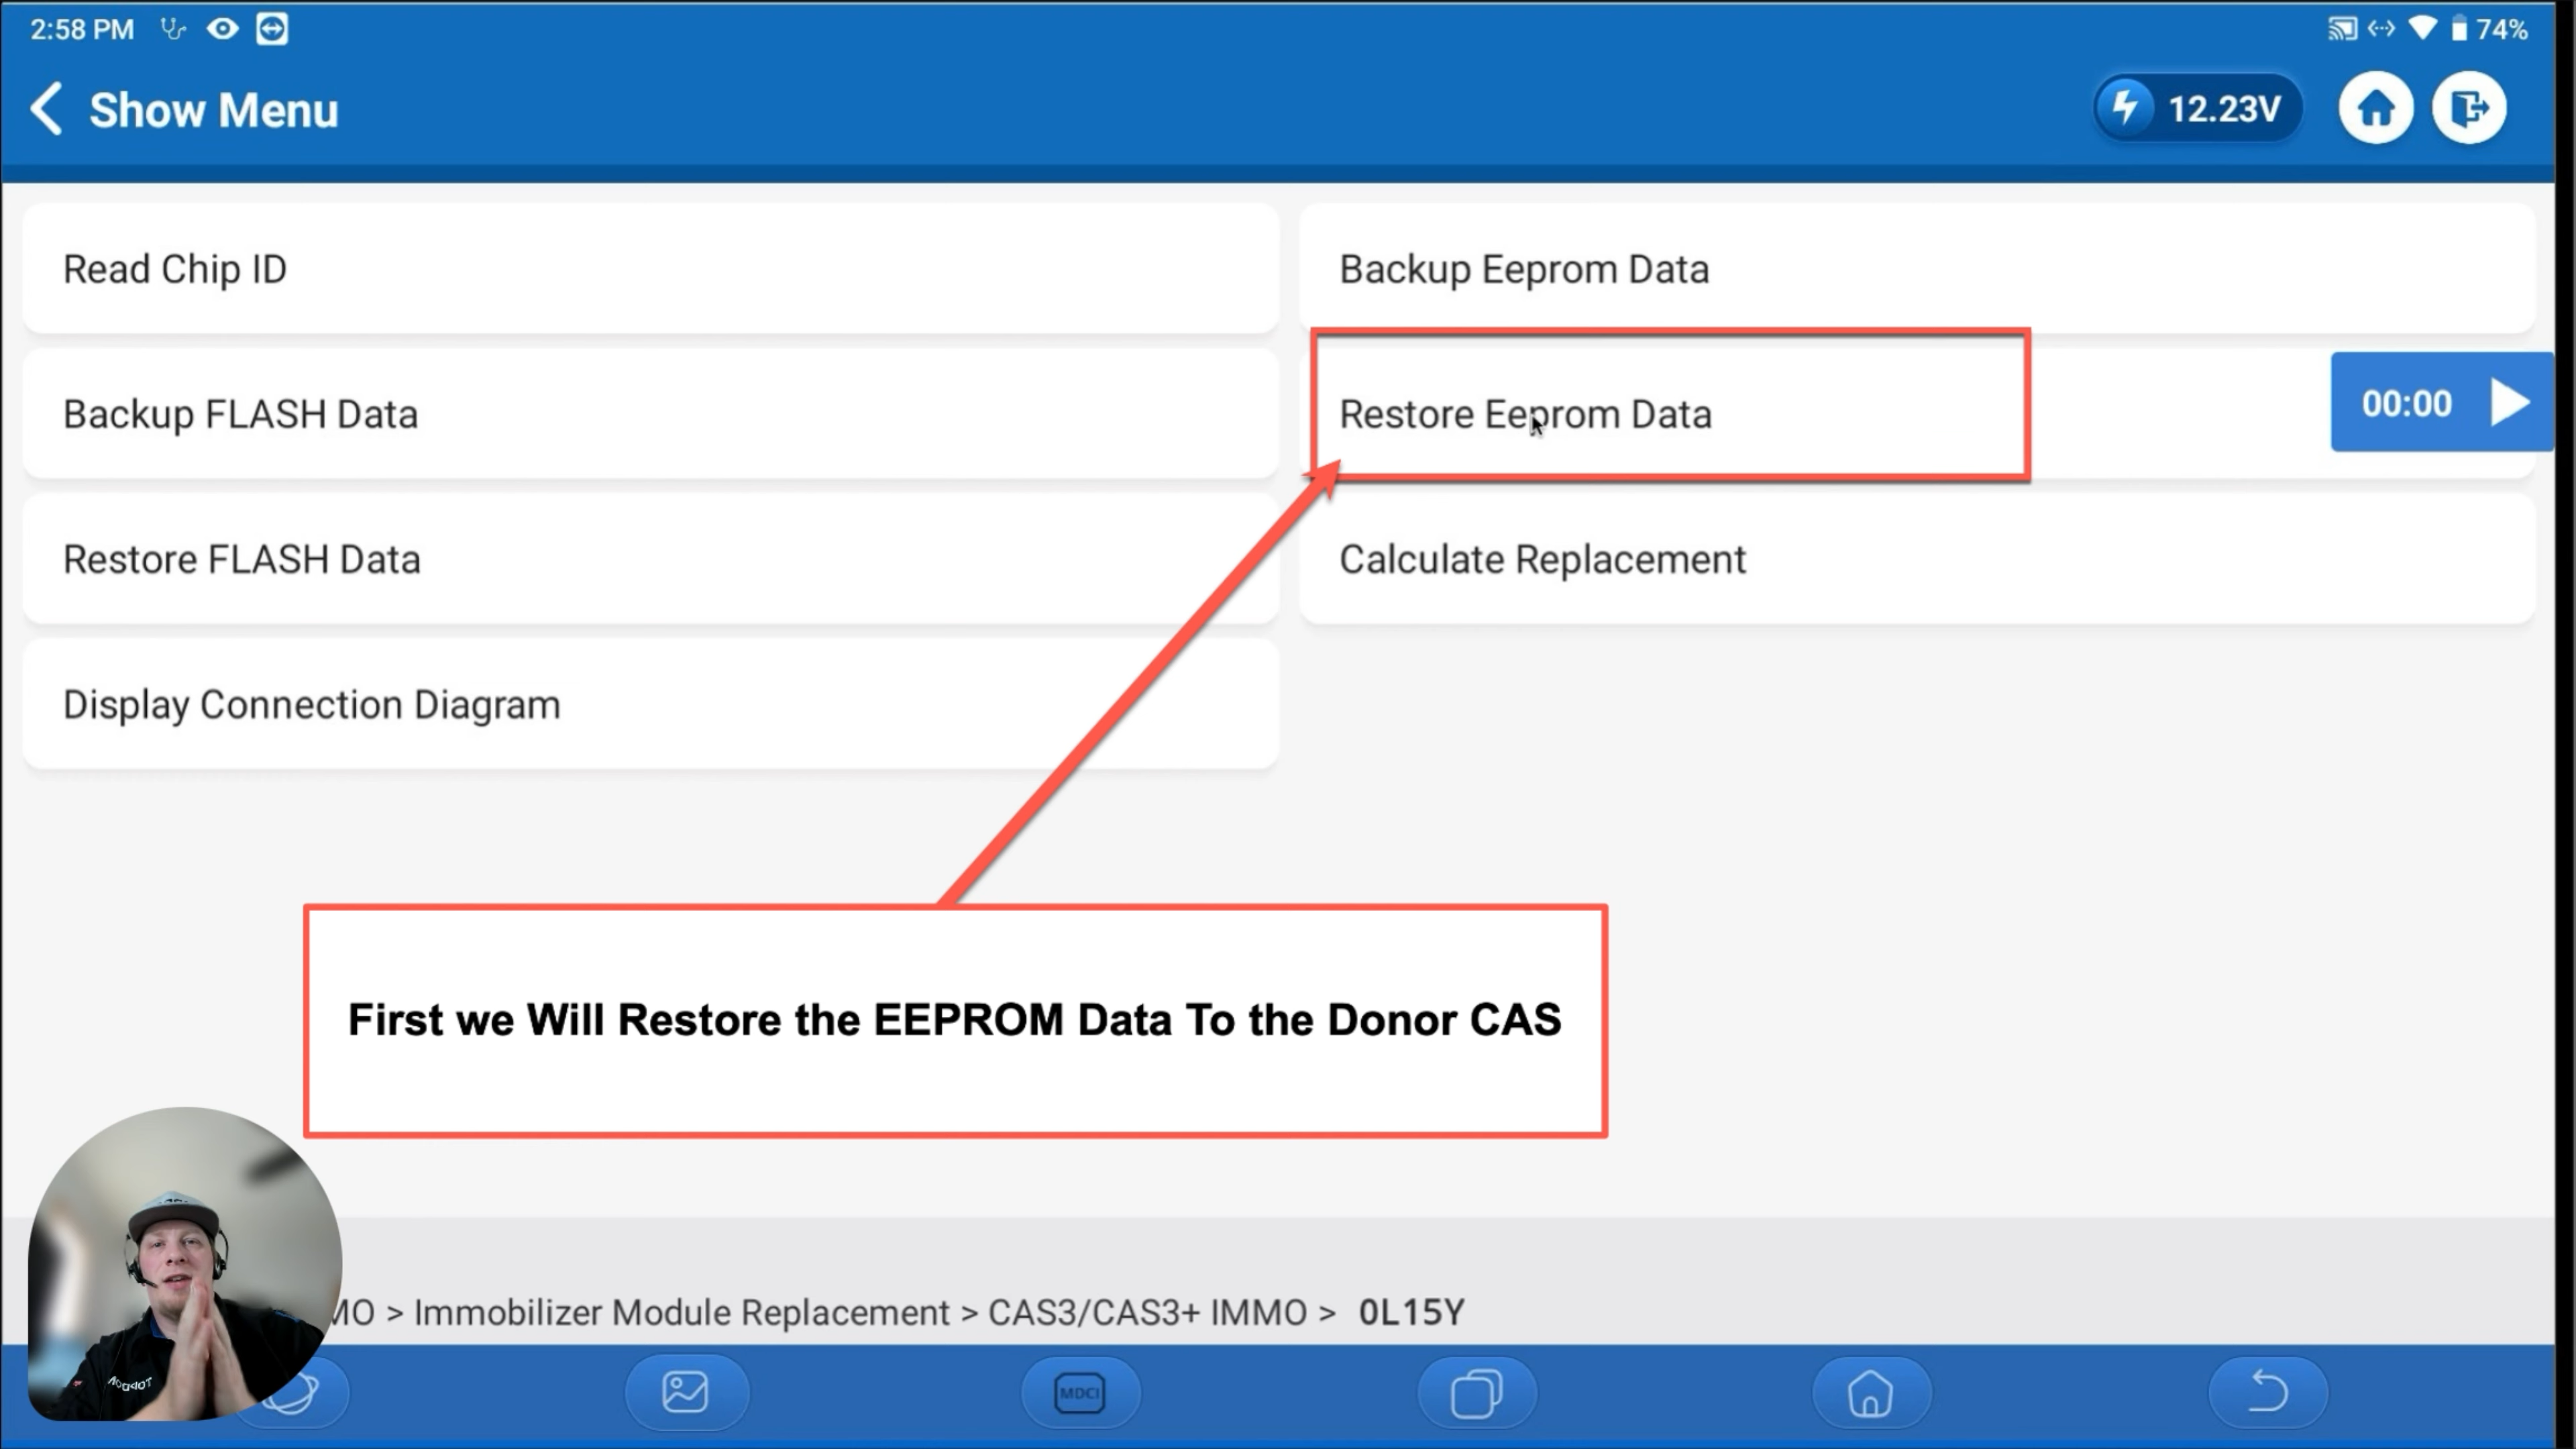 2:58 PM
74%
Show Menu
12.23V
Read Chip ID
Backup Eeprom Data
Backup FLASH Data
Restore Eeprom Data
00:00
Restore FLASH Data
Calculate Replacement
Display Connection Diagram
First we Will Restore the EEPROM Data To the Donor CAS
> Immobilizer Module Replacement > CAS3/CAS3+ IMMO > 0L15Y
MDCI